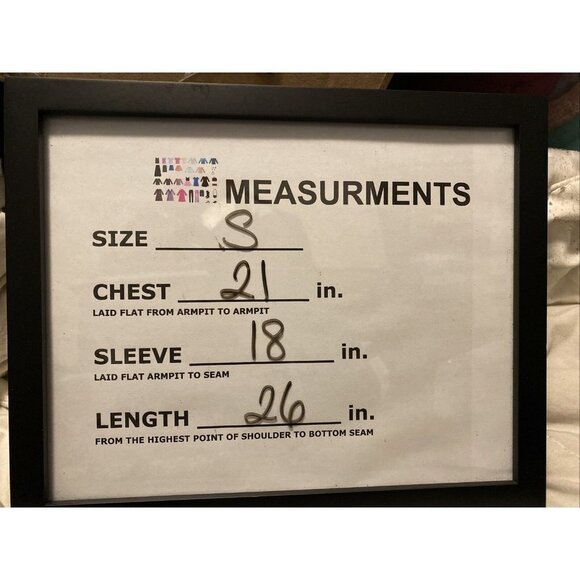 MEASURMENTS
SIZE S
CHEST 21 in.
LAID FLAT FROM ARMPIT TO ARMPIT
SLEEVE 18 in.
LAID FLAT ARMPIT TO SEAM
LENGTH 26 in.
FROM THE HIGHEST POINT OF SHOULDER TO BOTTOM SEAM